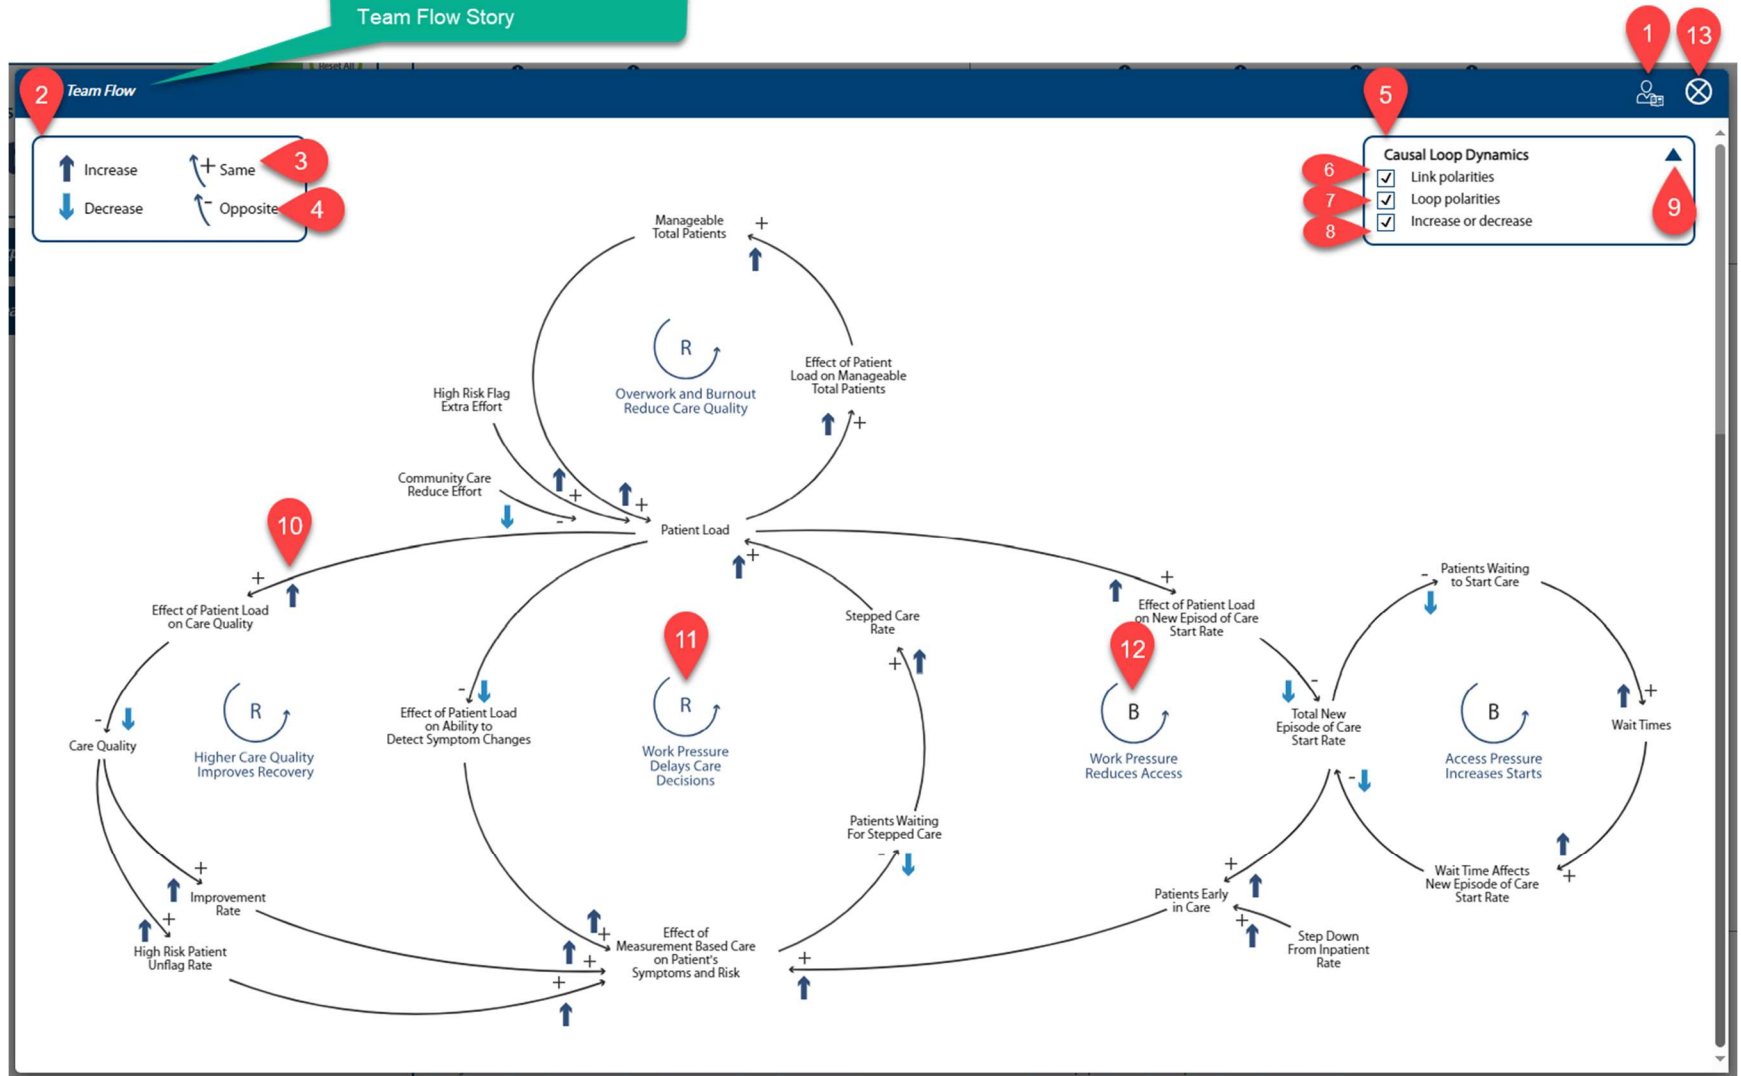 Team Flow Story
1
13
Reset All
2
Team Flow
5
Increase
+ Same
3
Decrease
- Opposite
4
Causal Loop Dynamics
6
Link polarities
7
Loop polarities
8
Increase or decrease
9
Manageable
Total Patients
+
R
Overwork and Burnout
Reduce Care Quality
Effect of Patient
Load on Manageable
Total Patients
+
High Risk Flag
Extra Effort
Community Care
Reduce Effort
+
+
-
Patient Load
10
+
+
+
Effect of Patient Load
on Care Quality
11
Stepped Care
Rate
+
Effect of Patient Load
on New Episod of Care
Start Rate
12
Patients Waiting
to Start Care
-
-
R
Higher Care Quality
Improves Recovery
-
Effect of Patient Load
on Ability to
Detect Symptom Changes
R
Work Pressure
Delays Care
Decisions
B
Work Pressure
Reduces Access
-
Total New
Episode of Care
Start Rate
B
Access Pressure
Increases Starts
+
Wait Times
Care Quality
-
Patients Waiting
For Stepped Care
-
+
Improvement
Rate
+
High Risk Patient
Unflag Rate
+
+
+
Effect of
Measurement Based Care
on Patient's
Symptoms and Risk
+
+
Patients Early
in Care
+
Step Down
From Inpatient
Rate
Wait Time Affects
New Episode of Care
Start Rate
+